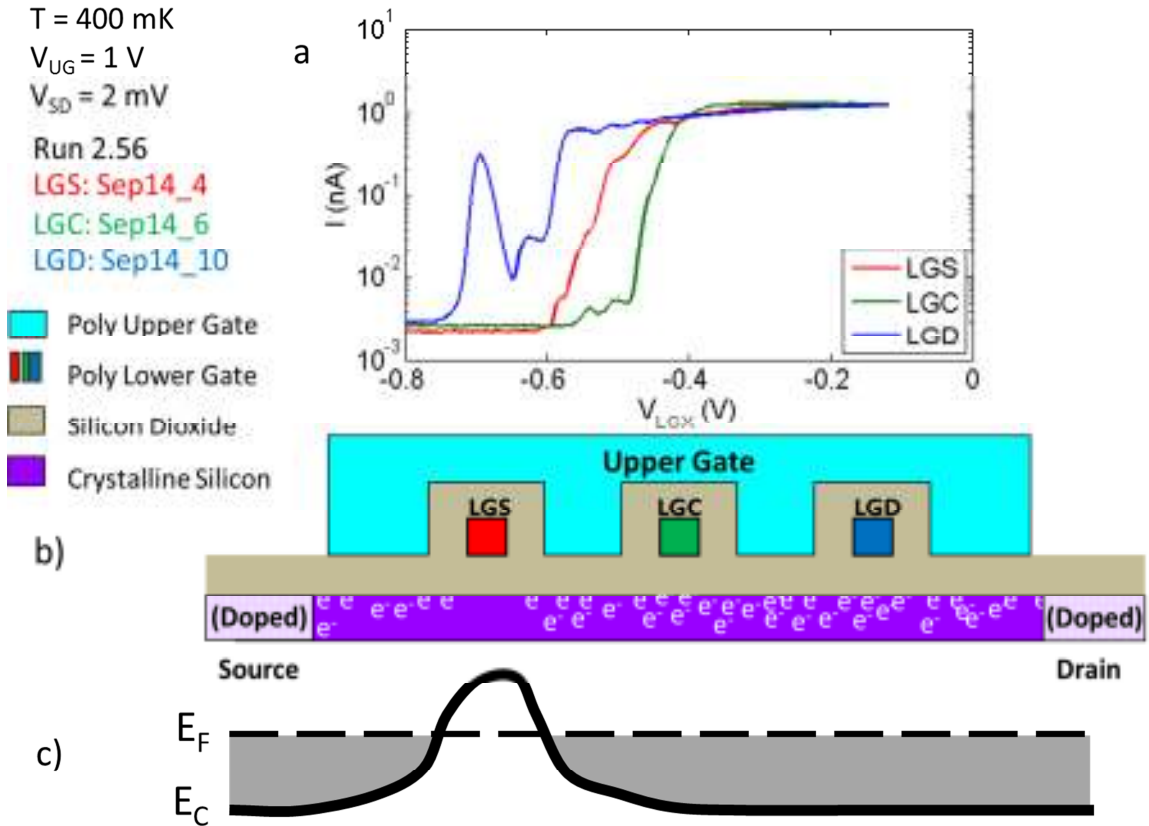 T = 400 mK
V_UG = 1 V
V_SD = 2 mV
Run 2.56
LGS: Sep14_4
LGC: Sep14_6
LGD: Sep14_10
Poly Upper Gate
Poly Lower Gate
Silicon Dioxide
Crystalline Silicon
a
10^1
10^0
10^-1
10^-2
10^-3
I (nA)
-0.8 -0.6 -0.4 -0.2 0
V_LGX (V)
LGS
LGC
LGD
b)
Upper Gate
LGS LGC LGD
(Doped) (Doped)
e- e- e- e- e- e- e- e- e- e- e- e- e- e- e- e- e- e- e- e- e- e- e- e- e- e- e- e- e- e- e- e- e- e- e- e- e- e-
Source Drain
c)
E_F
E_C